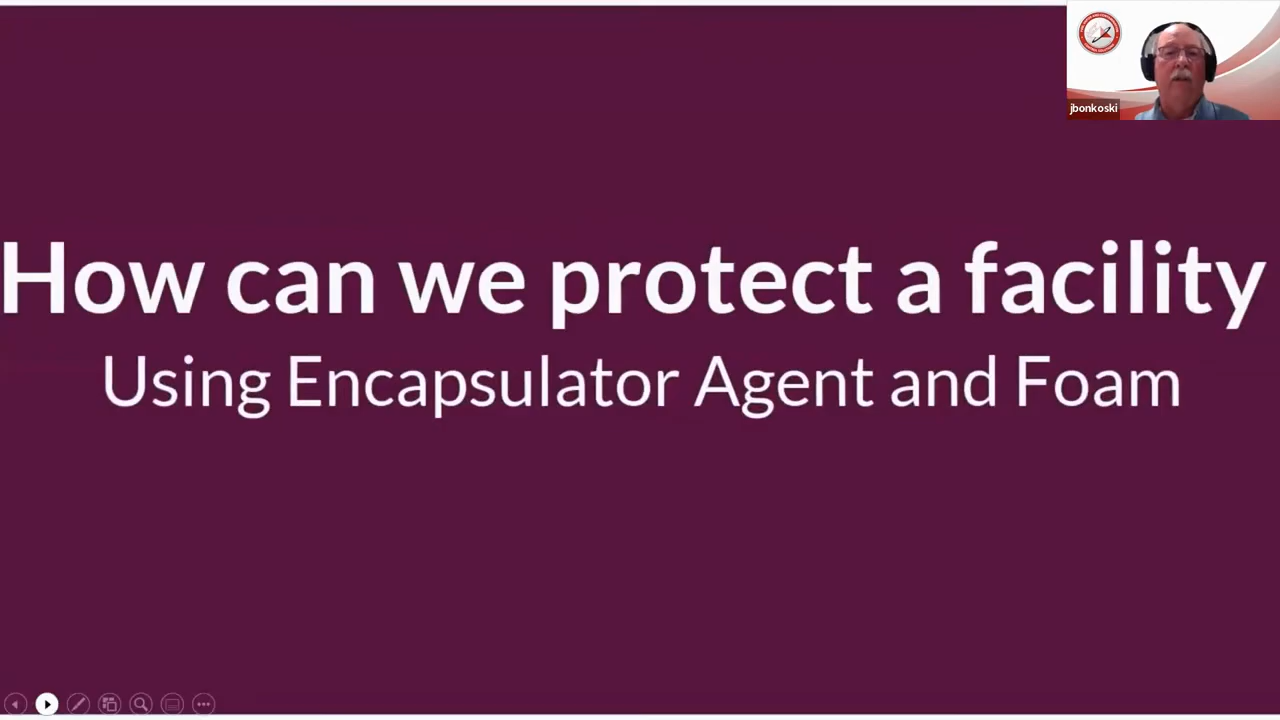 jbonkoski
How can we protect a facility
Using Encapsulator Agent and Foam